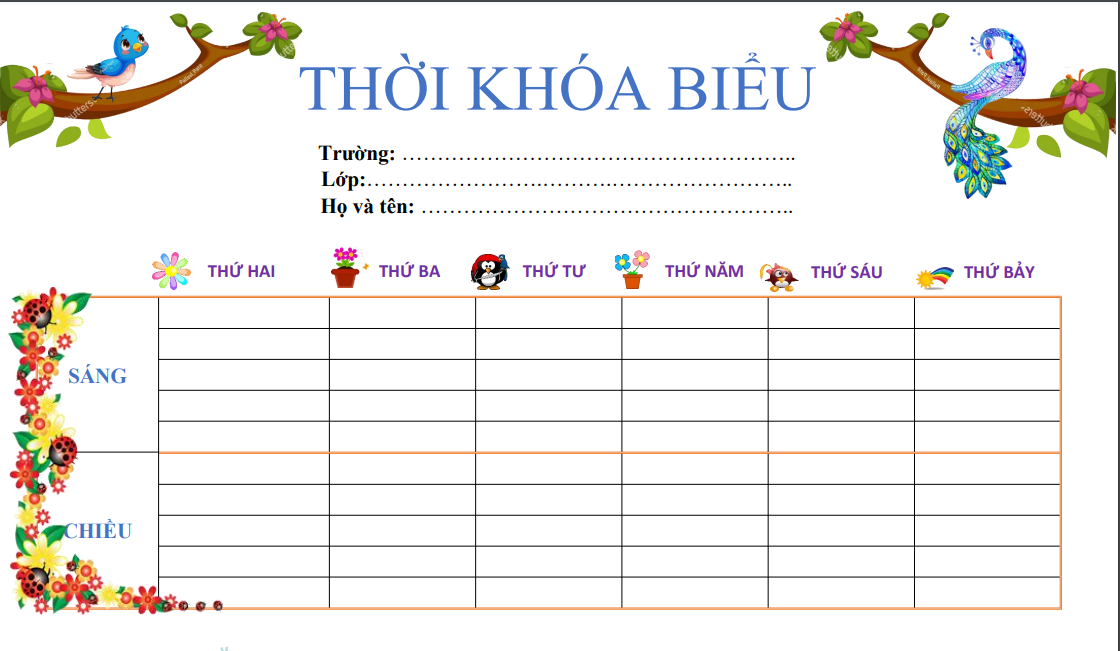 THỜI KHÓA BIỂU
Trường: …………………………………………………..
Lớp:…………………….……….……………………..
Họ và tên: ………………………………………………..
THỨ HAI THỨ BA THỨ TƯ THỨ NĂM THỨ SÁU THỨ BẢY
SÁNG
CHIỀU